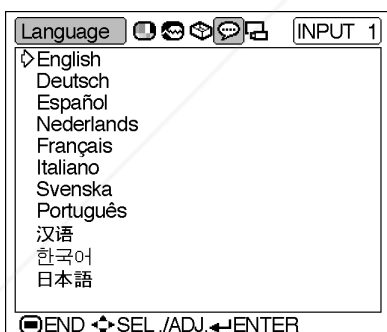 Language INPUT 1
English
Deutsch
Español
Nederlands
Français
Italiano
Svenska
Português
汉语
한국어
日本語
END SEL./ADJ. ENTER